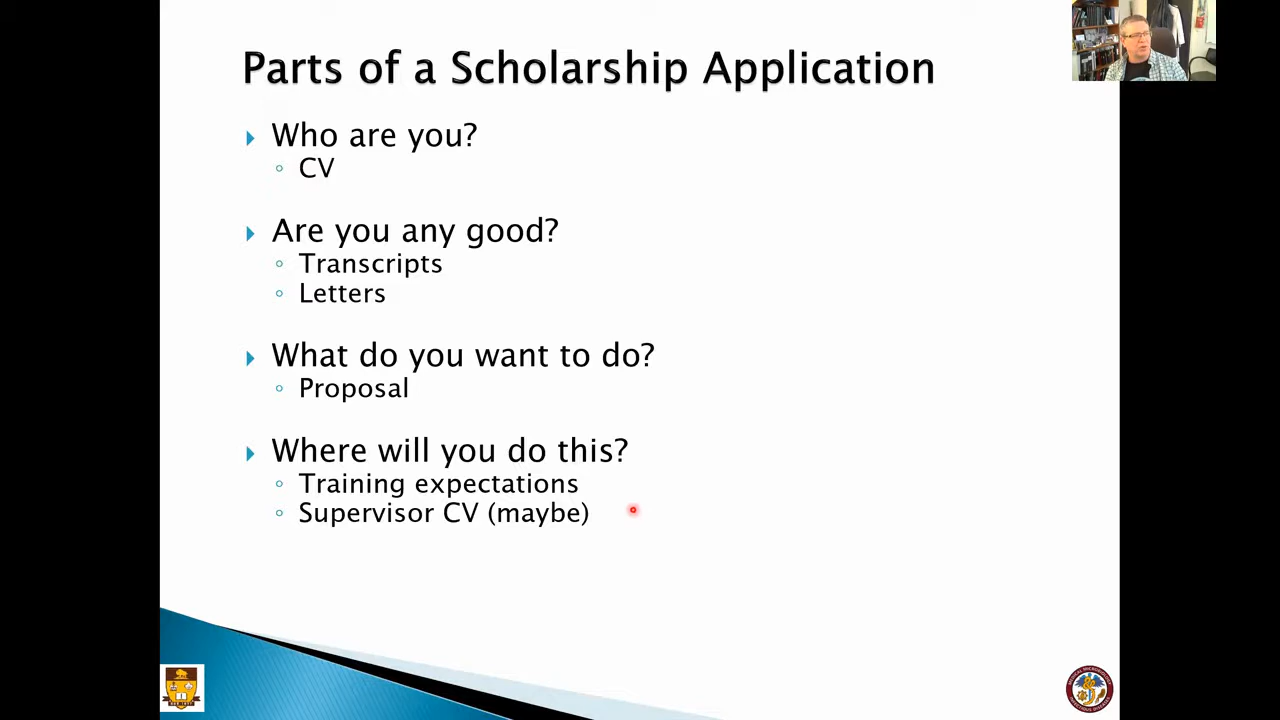 Parts of a Scholarship Application
Who are you?
CV
Are you any good?
Transcripts
Letters
What do you want to do?
Proposal
Where will you do this?
Training expectations
Supervisor CV (maybe)